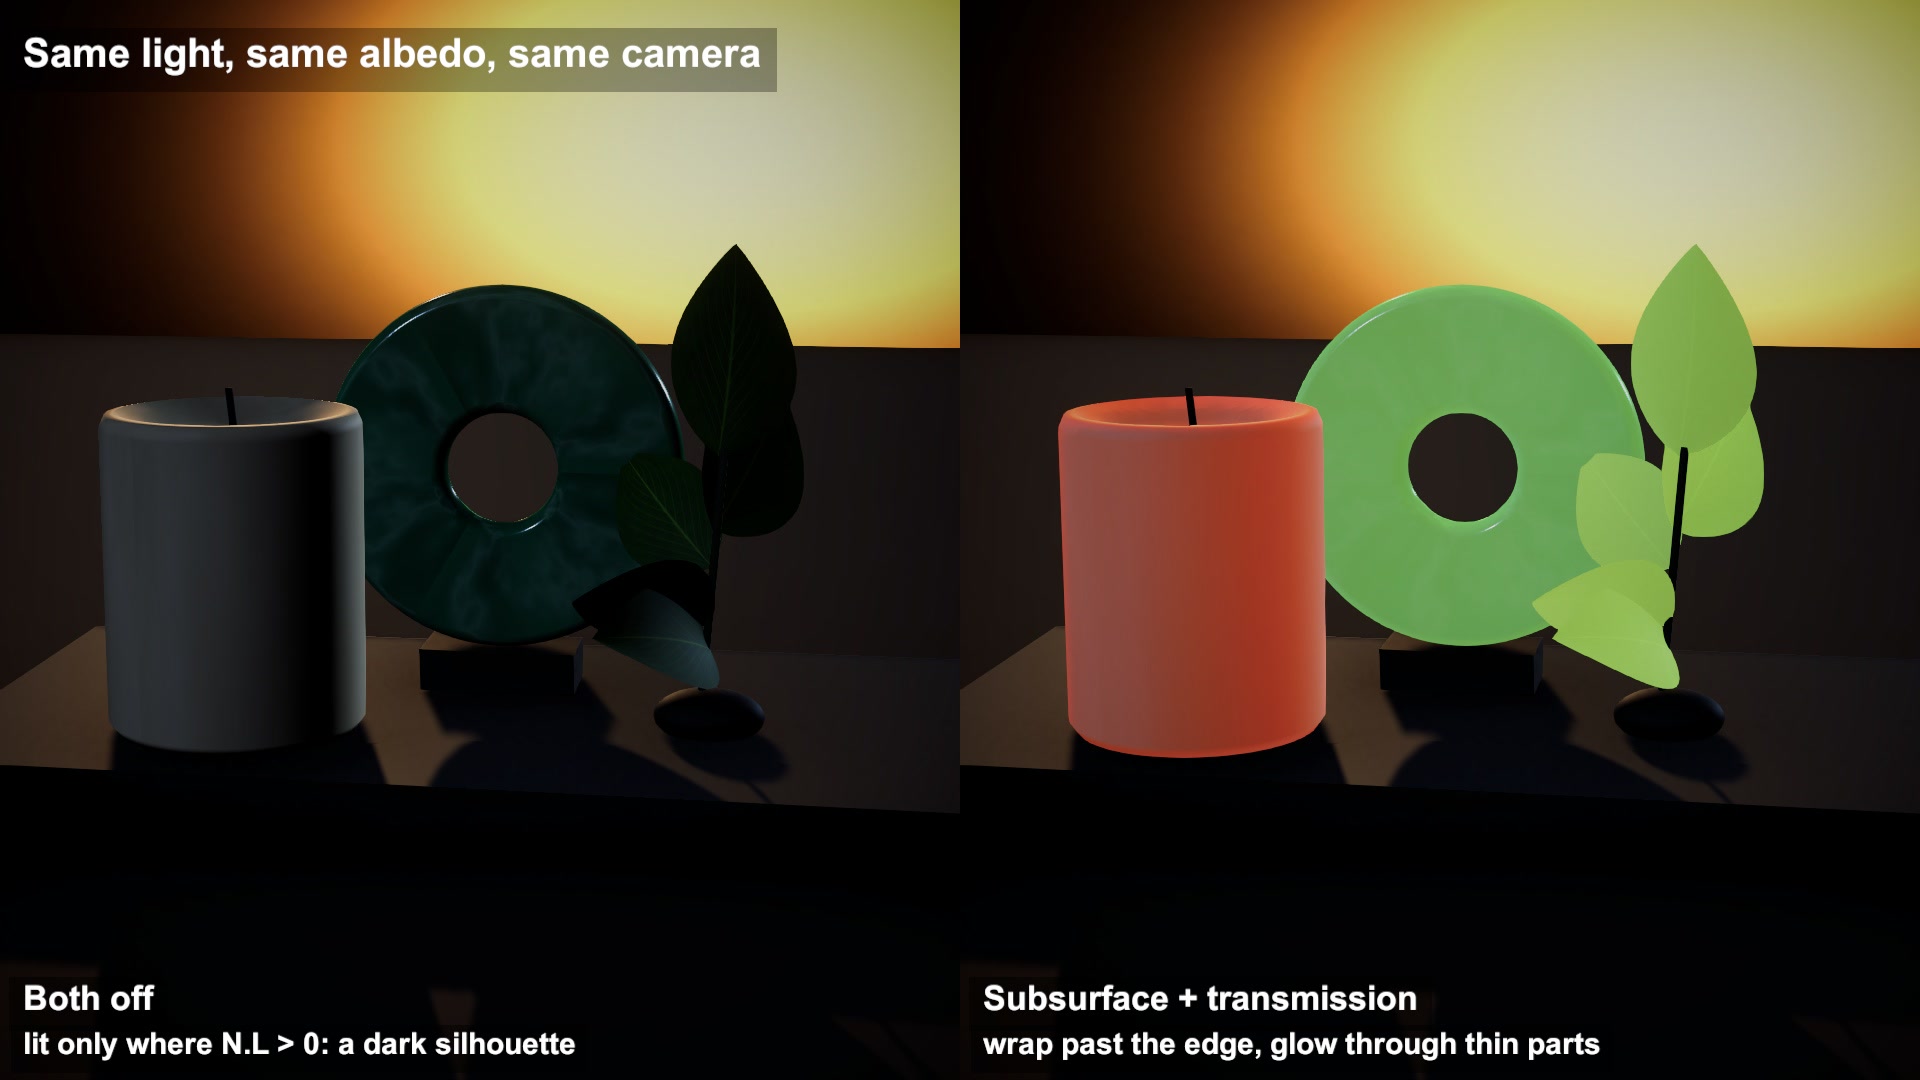 Same light, same albedo, same camera
Both off
lit only where N.L > 0: a dark silhouette
Subsurface + transmission
wrap past the edge, glow through thin parts